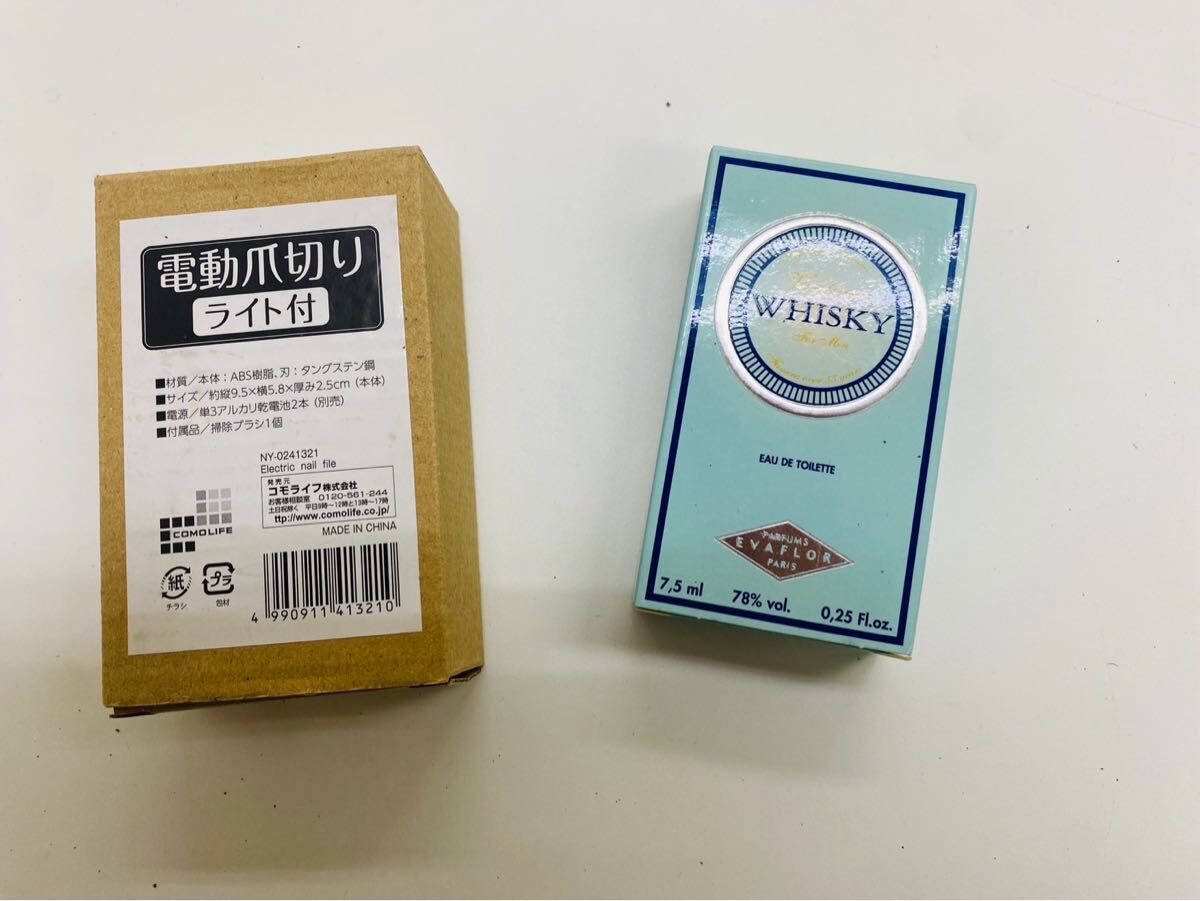 電動爪切り
ライト付
■材質／本体：ABS樹脂、刃：タングステン鋼
■サイズ／約縦9.5×横5.8×厚み2.5cm（本体）
■電源／単3アルカリ乾電池2本（別売）
■付属品／掃除ブラシ1個
NY-0241321
Electric nail file
発売元
コモライフ株式会社
お客様相談室 0120-561-244
土日祝除く 平日9時〜12時と13時〜17時
ttp://www.comolife.co.jp/
MADE IN CHINA
COMOLIFE
紙
チラシ
プラ
包材
4 990911 413210
WHISKY
For Men
EAU DE TOILETTE
PARFUMS
EVAFLOR
PARIS
7,5 ml 78% vol. 0,25 Fl.oz.